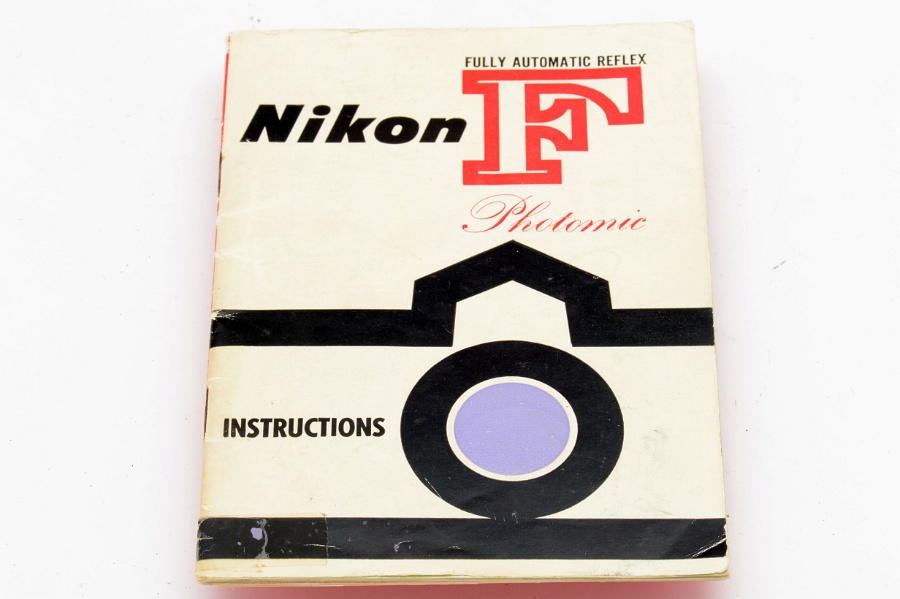 FULLY AUTOMATIC REFLEX
Nikon F
Photomic
INSTRUCTIONS